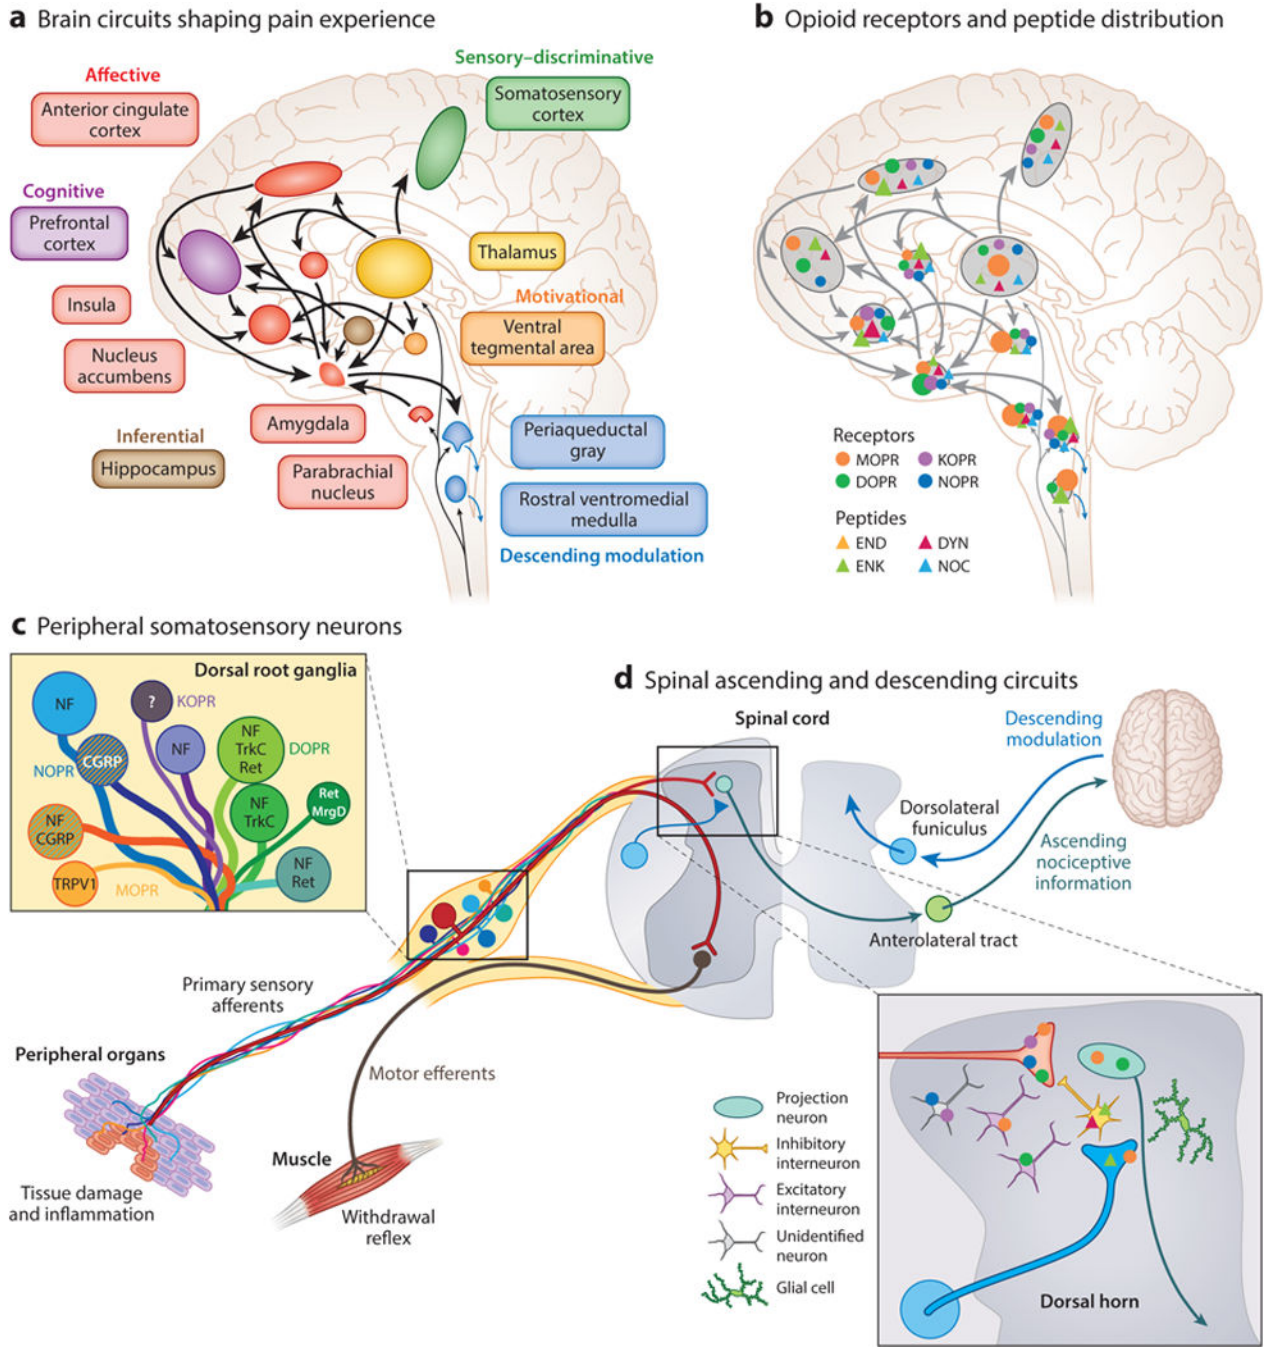 a Brain circuits shaping pain experience
Affective
Anterior cingulate
cortex
Sensory–discriminative
Somatosensory
cortex
Cognitive
Prefrontal
cortex
Thalamus
Insula
Motivational
Ventral
tegmental area
Nucleus
accumbens
Amygdala
Inferential
Hippocampus
Parabrachial
nucleus
Periaqueductal
gray
Rostral ventromedial
medulla
Descending modulation
b Opioid receptors and peptide distribution
Receptors
MOPR KOPR
DOPR NOPR
Peptides
END DYN
ENK NOC
c Peripheral somatosensory neurons
Dorsal root ganglia
NF
?
KOPR
NOPR
CGRP
NF
NF
TrkC
Ret
DOPR
NF
TrkC
Ret
MrgD
NF
CGRP
TRPV1
MOPR
NF
Ret
Primary sensory
afferents
Peripheral organs
Motor efferents
Tissue damage
and inflammation
Muscle
Withdrawal
reflex
d Spinal ascending and descending circuits
Spinal cord
Descending
modulation
Dorsolateral
funiculus
Ascending
nociceptive
information
Anterolateral tract
Projection
neuron
Inhibitory
interneuron
Excitatory
interneuron
Unidentified
neuron
Glial cell
Dorsal horn